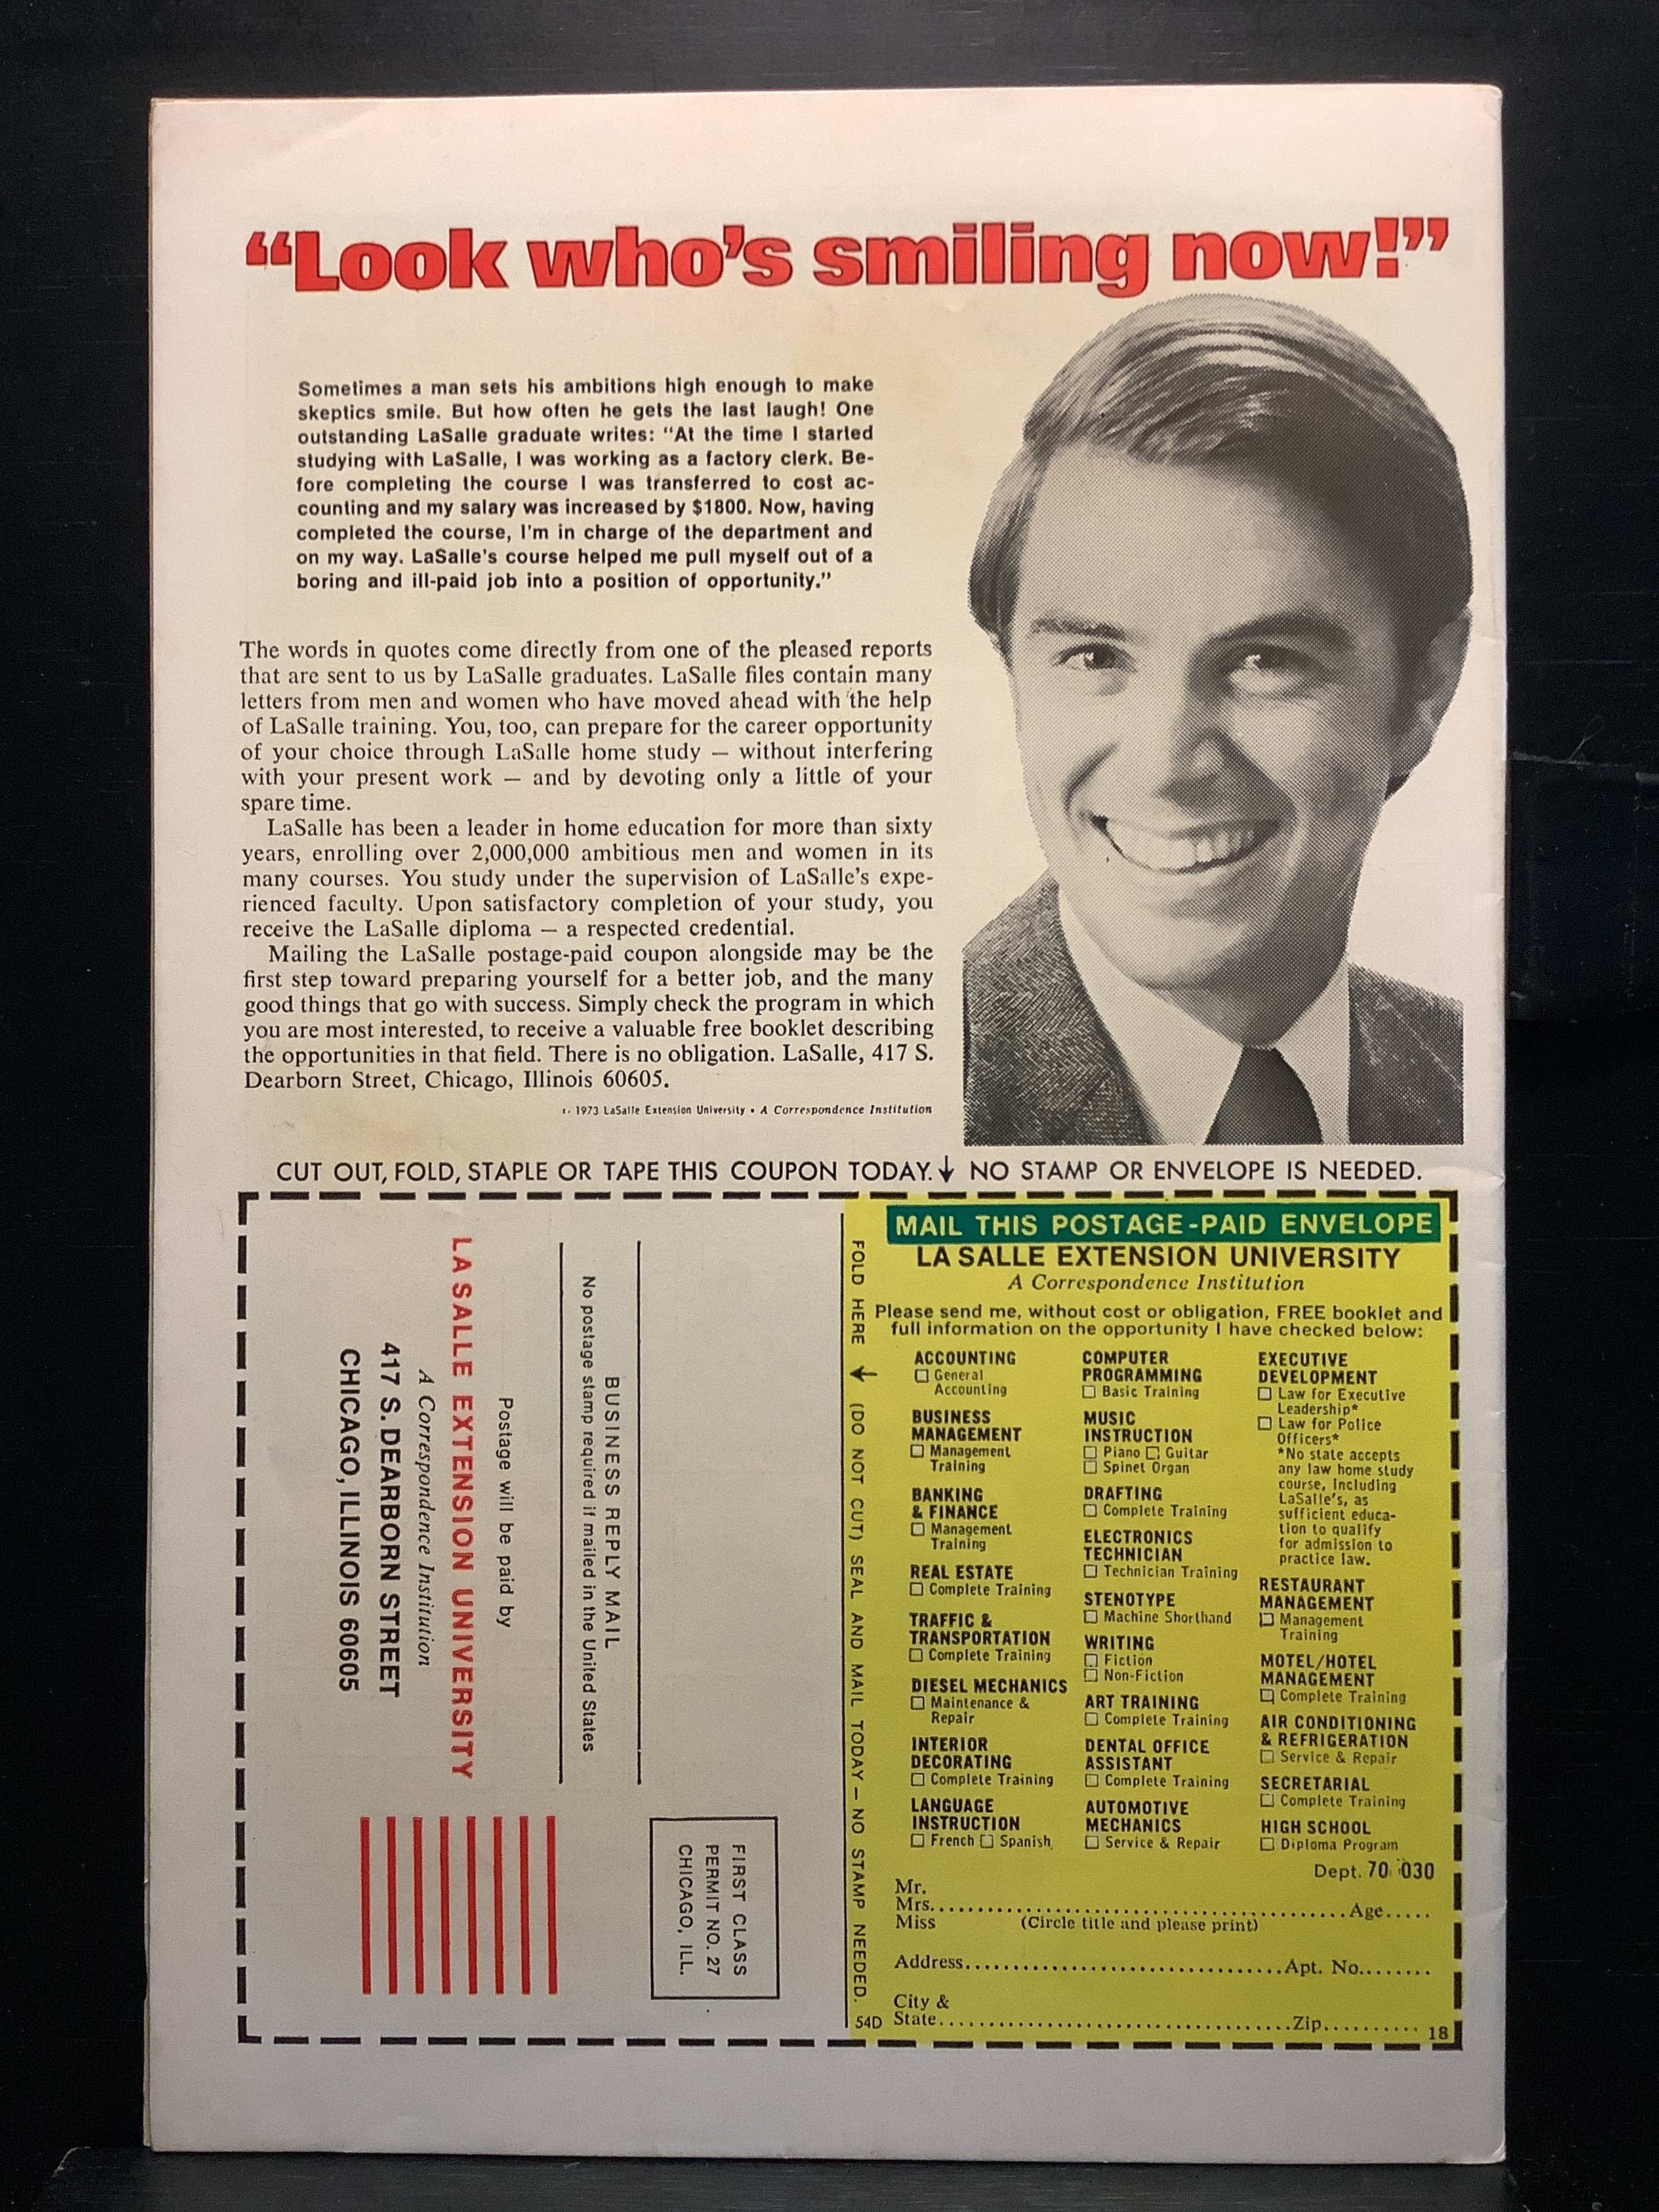 “Look who’s smiling now!”
Sometimes a man sets his ambitions high enough to make
skeptics smile. But how often he gets the last laugh! One
outstanding LaSalle graduate writes: “At the time I started
studying with LaSalle, I was working as a factory clerk. Be-
fore completing the course I was transferred to cost ac-
counting and my salary was increased by $1800. Now, having
completed the course, I’m in charge of the department and
on my way. LaSalle’s course helped me pull myself out of a
boring and ill-paid job into a position of opportunity.”
The words in quotes come directly from one of the pleased reports
that are sent to us by LaSalle graduates. LaSalle files contain many
letters from men and women who have moved ahead with the help
of LaSalle training. You, too, can prepare for the career opportunity
of your choice through LaSalle home study — without interfering
with your present work — and by devoting only a little of your
spare time.
LaSalle has been a leader in home education for more than sixty
years, enrolling over 2,000,000 ambitious men and women in its
many courses. You study under the supervision of LaSalle’s expe-
rienced faculty. Upon satisfactory completion of your study, you
receive the LaSalle diploma — a respected credential.
Mailing the LaSalle postage-paid coupon alongside may be the
first step toward preparing yourself for a better job, and the many
good things that go with success. Simply check the program in which
you are most interested, to receive a valuable free booklet describing
the opportunities in that field. There is no obligation. LaSalle, 417 S.
Dearborn Street, Chicago, Illinois 60605.
1973 LaSalle Extension University • A Correspondence Institution
CUT OUT, FOLD, STAPLE OR TAPE THIS COUPON TODAY. ↓ NO STAMP OR ENVELOPE IS NEEDED.
FIRST CLASS
PERMIT NO. 27
CHICAGO, ILL.
BUSINESS REPLY MAIL
No postage stamp required if mailed in the United States
Postage will be paid by
LA SALLE EXTENSION UNIVERSITY
A Correspondence Institution
417 S. DEARBORN STREET
CHICAGO, ILLINOIS 60605
FOLD HERE ↓ (DO NOT CUT) SEAL AND MAIL TODAY — NO STAMP NEEDED.
54D
MAIL THIS POSTAGE-PAID ENVELOPE
LA SALLE EXTENSION UNIVERSITY
A Correspondence Institution
Please send me, without cost or obligation, FREE booklet and
full information on the opportunity I have checked below:
ACCOUNTING
☐ General
Accounting
BUSINESS
MANAGEMENT
☐ Management
Training
BANKING
& FINANCE
☐ Management
Training
REAL ESTATE
☐ Complete Training
TRAFFIC &
TRANSPORTATION
☐ Complete Training
DIESEL MECHANICS
☐ Maintenance &
Repair
INTERIOR
DECORATING
☐ Complete Training
LANGUAGE
INSTRUCTION
☐ French ☐ Spanish
COMPUTER
PROGRAMMING
☐ Basic Training
MUSIC
INSTRUCTION
☐ Piano ☐ Guitar
☐ Spinet Organ
DRAFTING
☐ Complete Training
ELECTRONICS
TECHNICIAN
☐ Technician Training
STENOTYPE
☐ Machine Shorthand
WRITING
☐ Fiction
☐ Non-Fiction
ART TRAINING
☐ Complete Training
DENTAL OFFICE
ASSISTANT
☐ Complete Training
AUTOMOTIVE
MECHANICS
☐ Service & Repair
EXECUTIVE
DEVELOPMENT
☐ Law for Executive
Leadership*
☐ Law for Police
Officers*
*No state accepts
any law home study
course, including
LaSalle’s, as
sufficient educa-
tion to qualify
for admission to
practice law.
RESTAURANT
MANAGEMENT
☐ Management
Training
MOTEL/HOTEL
MANAGEMENT
☐ Complete Training
AIR CONDITIONING
& REFRIGERATION
☐ Service & Repair
SECRETARIAL
☐ Complete Training
HIGH SCHOOL
☐ Diploma Program
Dept. 70 030
Mr.
Mrs. Age
Miss (Circle title and please print)
Address Apt. No.
City &
State Zip
18